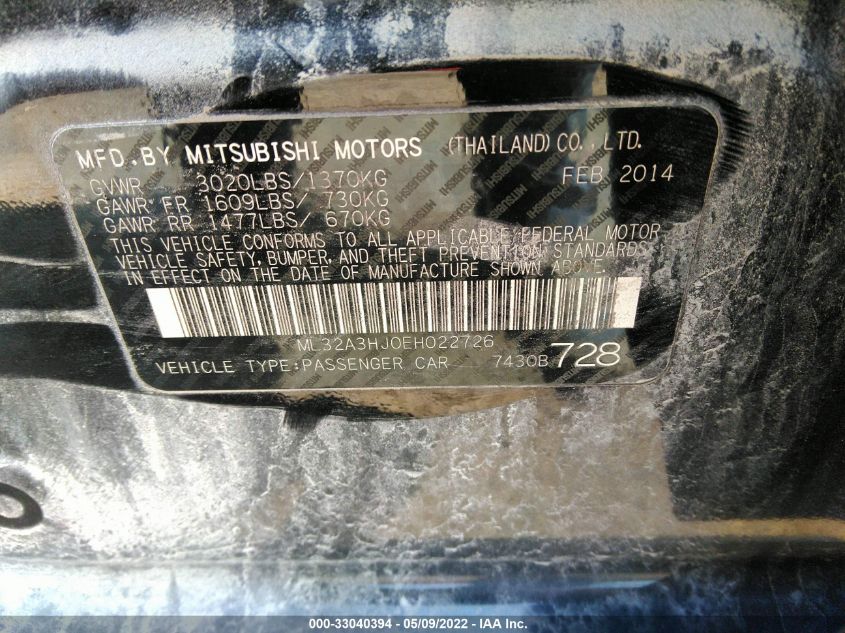 MFD. BY MITSUBISHI MOTORS (THAILAND) CO., LTD.
GVWR 3020LBS/1370KG FEB 2014
GAWR FR 1609LBS/ 730KG
GAWR RR 1477LBS/ 670KG
THIS VEHICLE CONFORMS TO ALL APPLICABLE FEDERAL MOTOR
VEHICLE SAFETY, BUMPER, AND THEFT PREVENTION STANDARDS
IN EFFECT ON THE DATE OF MANUFACTURE SHOWN ABOVE.
ML32A3HJ0EH022726
VEHICLE TYPE:PASSENGER CAR 7430B 728
000-33040394 - 05/09/2022 - IAA Inc.